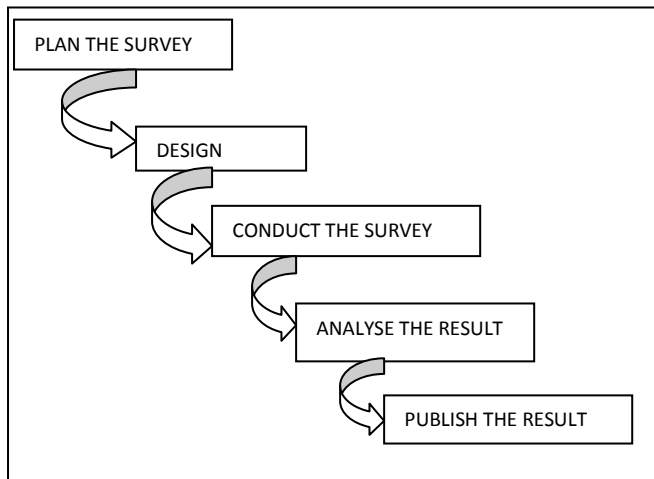 PLAN THE SURVEY
DESIGN
CONDUCT THE SURVEY
ANALYSE THE RESULT
PUBLISH THE RESULT